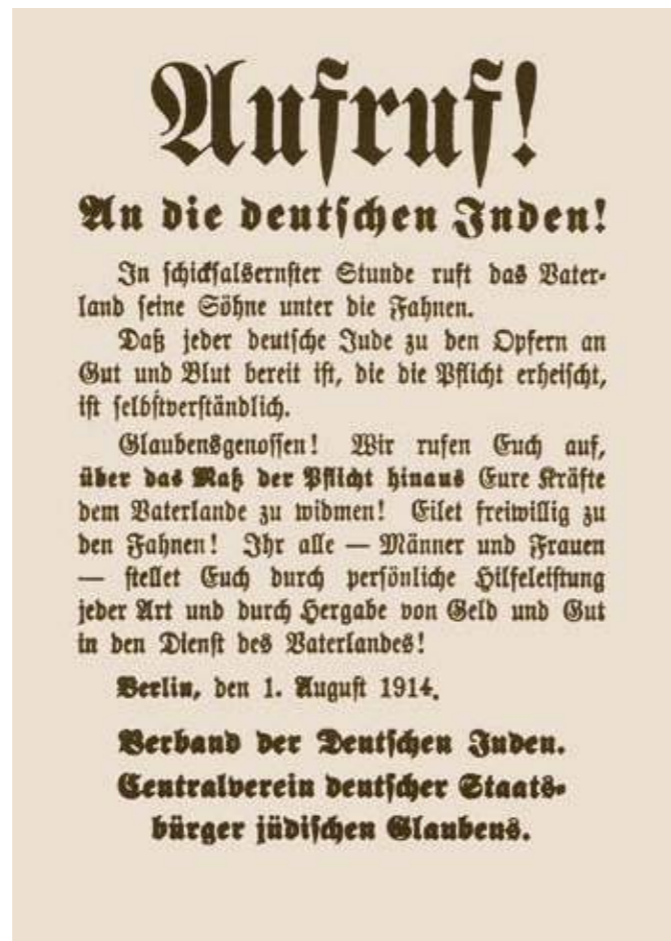 Aufruf!
An die deutschen Juden!
In schicksalsernster Stunde ruft das Vater-
land seine Söhne unter die Fahnen.
Daß jeder deutsche Jude zu den Opfern an
Gut und Blut bereit ist, die die Pflicht erheischt,
ist selbstverständlich.
Glaubensgenossen! Wir rufen Euch auf,
über das Maß der Pflicht hinaus Eure Kräfte
dem Vaterlande zu widmen! Eilet freiwillig zu
den Fahnen! Ihr alle — Männer und Frauen
— stellet Euch durch persönliche Hilfeleistung
jeder Art und durch Hergabe von Geld und Gut
in den Dienst des Vaterlandes!
Berlin, den 1. August 1914.
Verband der Deutschen Juden.
Centralverein deutscher Staats-
bürger jüdischen Glaubens.